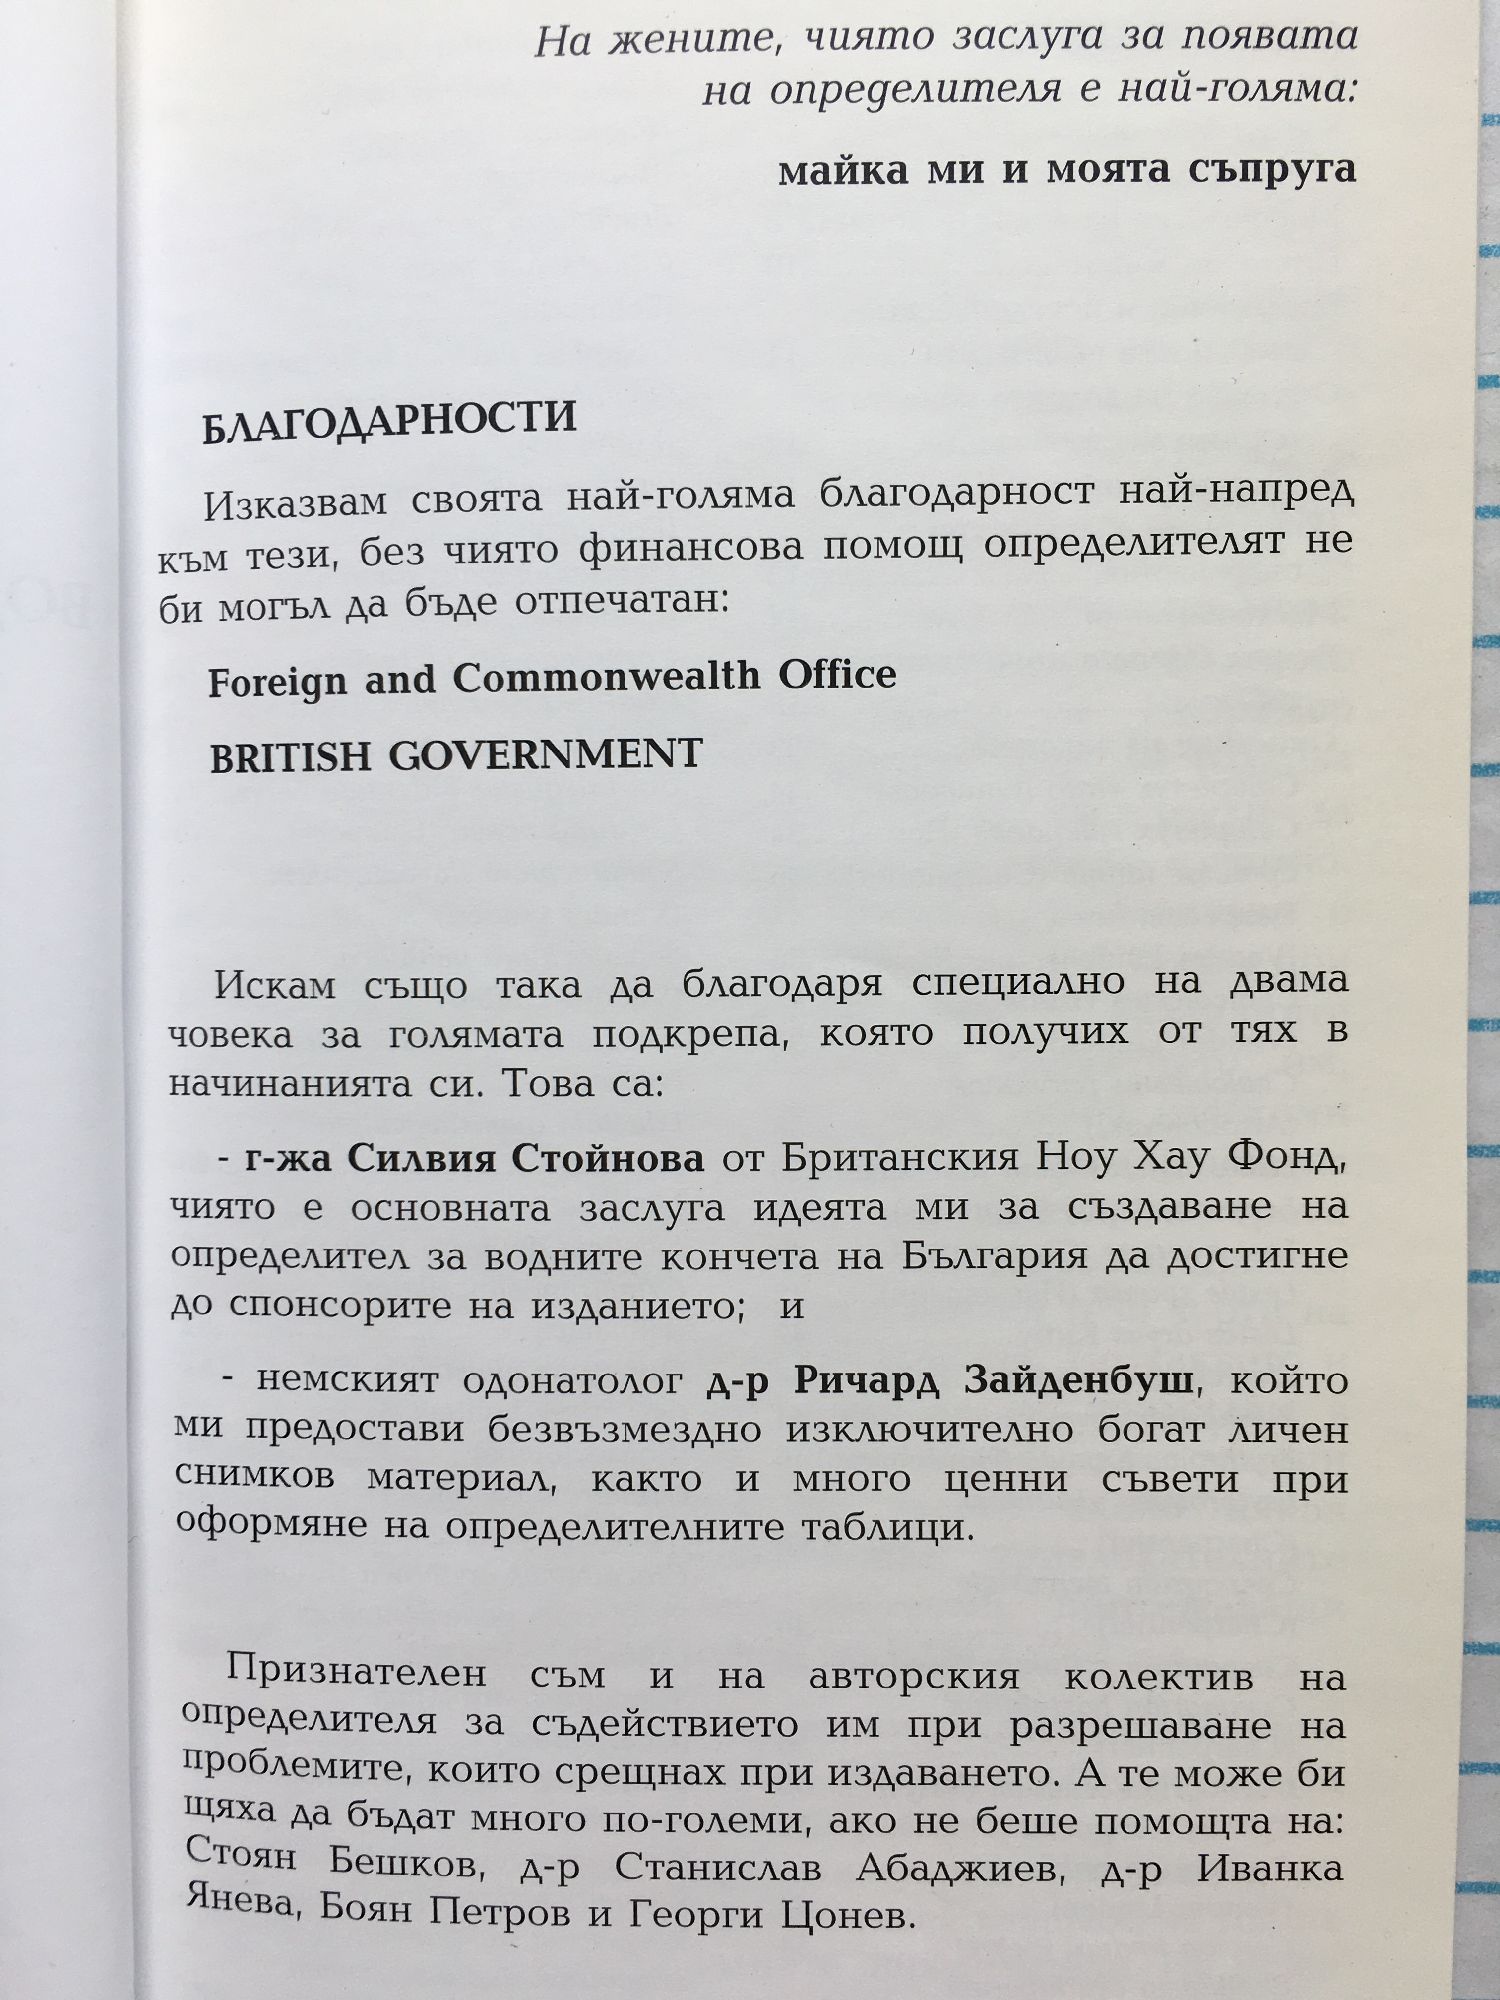 На жените, чиято заслуга за появата
на определителя е най-голяма:
майка ми и моята съпруга
БЛАГОДАРНОСТИ
Изказвам своята най-голяма благодарност най-напред
към тези, без чиято финансова помощ определителят не
би могъл да бъде отпечатан:
Foreign and Commonwealth Office
BRITISH GOVERNMENT
Искам също така да благодаря специално на двама
човека за голямата подкрепа, която получих от тях в
начинанията си. Това са:
- г-жа Силвия Стойнова от Британския Ноу Хау Фонд,
чиято е основната заслуга идеята ми за създаване на
определител за водните кончета на България да достигне
до спонсорите на изданието; и
- немският одонатолог д-р Ричард Зайденбуш, който
ми предостави безвъзмездно изключително богат личен
снимков материал, както и много ценни съвети при
оформяне на определителните таблици.
Признателен съм и на авторския колектив на
определителя за съдействието им при разрешаване на
проблемите, които срещнах при издаването. А те може би
щяха да бъдат много по-големи, ако не беше помощта на:
Стоян Бешков, д-р Станислав Абаджиев, д-р Иванка
Янева, Боян Петров и Георги Цонев.